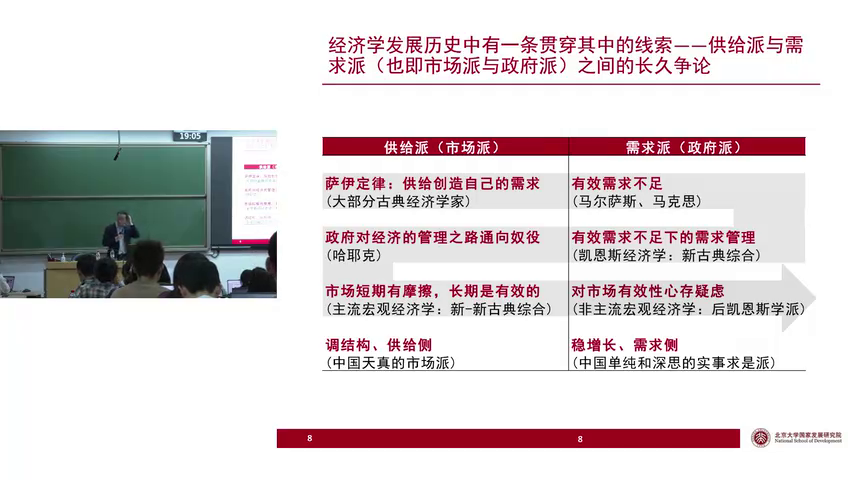 经济学发展历史中有一条贯穿其中的线索——供给派与需
求派（也即市场派与政府派）之间的长久争论
19:05
供给派（市场派）
需求派（政府派）
萨伊定律：供给创造自己的需求
(大部分古典经济学家)
有效需求不足
(马尔萨斯、马克思)
政府对经济的管理之路通向奴役
(哈耶克)
有效需求不足下的需求管理
(凯恩斯经济学：新古典综合)
市场短期有摩擦，长期是有效的
(主流宏观经济学：新-新古典综合)
对市场有效性心存疑虑
(非主流宏观经济学：后凯恩斯学派)
调结构、供给侧
(中国天真的市场派)
稳增长、需求侧
(中国单纯和深思的实事求是派)
8
8
北京大学国家发展研究院
National School of Development